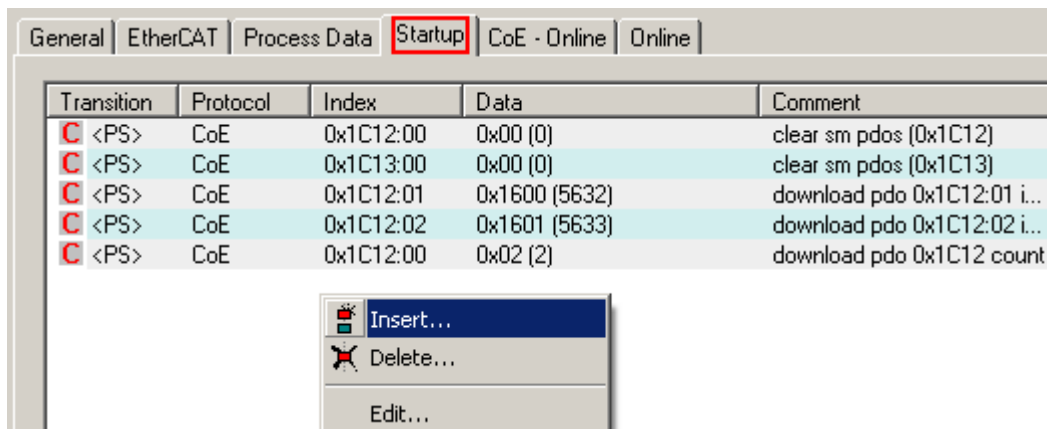 General EtherCAT Process Data Startup CoE - Online Online
Transition Protocol Index Data Comment
C <PS> CoE 0x1C12:00 0x00 (0) clear sm pdos (0x1C12)
C <PS> CoE 0x1C13:00 0x00 (0) clear sm pdos (0x1C13)
C <PS> CoE 0x1C12:01 0x1600 (5632) download pdo 0x1C12:01 i...
C <PS> CoE 0x1C12:02 0x1601 (5633) download pdo 0x1C12:02 i...
C <PS> CoE 0x1C12:00 0x02 (2) download pdo 0x1C12 count
Insert...
Delete...
Edit...